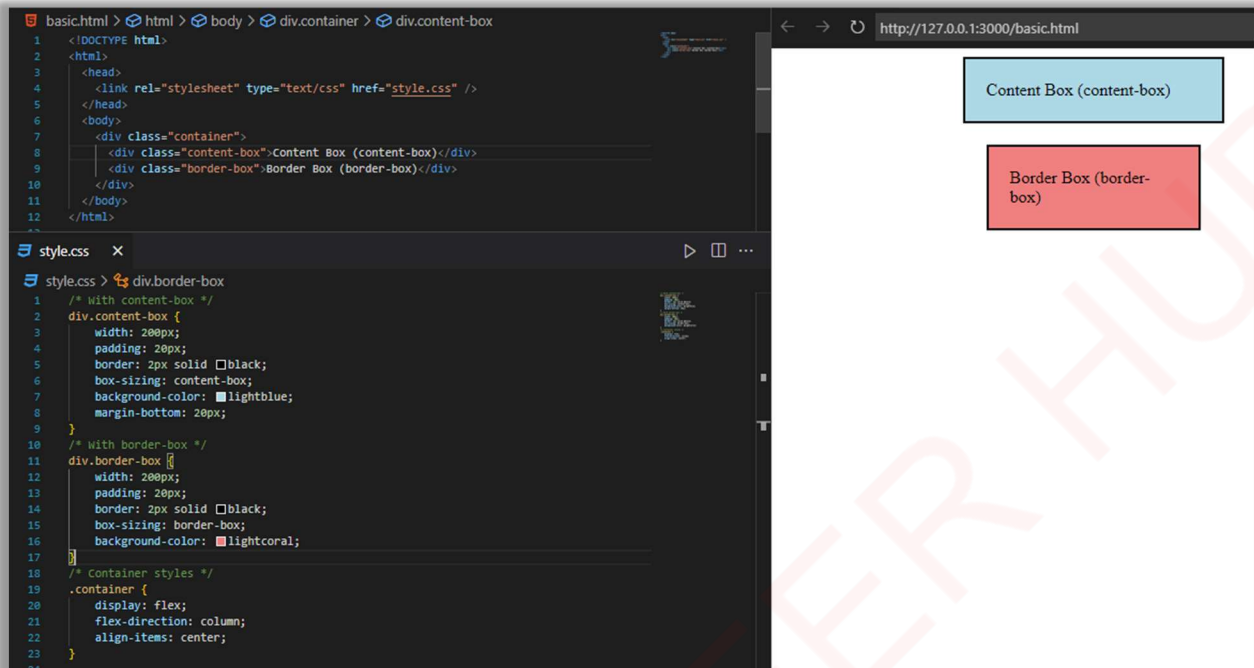 basic.html > html > body > div.container > div.content-box
1 <!DOCTYPE html>
2 <html>
3 <head>
4 <link rel="stylesheet" type="text/css" href="style.css" />
5 </head>
6 <body>
7 <div class="container">
8 <div class="content-box">Content Box (content-box)</div>
9 <div class="border-box">Border Box (border-box)</div>
10 </div>
11 </body>
12 </html>
style.css
style.css > div.border-box
1 /* With content-box */
2 div.content-box {
3 width: 200px;
4 padding: 20px;
5 border: 2px solid black;
6 box-sizing: content-box;
7 background-color: lightblue;
8 margin-bottom: 20px;
9 }
10 /* With border-box */
11 div.border-box {
12 width: 200px;
13 padding: 20px;
14 border: 2px solid black;
15 box-sizing: border-box;
16 background-color: lightcoral;
17 }
18 /* Container styles */
19 .container {
20 display: flex;
21 flex-direction: column;
22 align-items: center;
23 }
http://127.0.0.1:3000/basic.html
Content Box (content-box)
Border Box (border-
box)